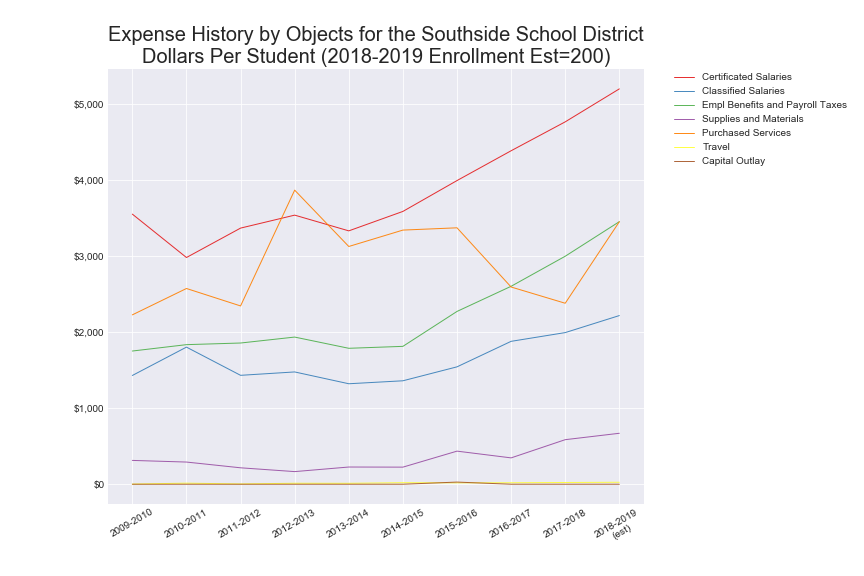 Expense History by Objects for the Southside School District
Dollars Per Student (2018-2019 Enrollment Est=200)
Certificated Salaries
Classified Salaries
Empl Benefits and Payroll Taxes
Supplies and Materials
Purchased Services
Travel
Capital Outlay
$5,000
$4,000
$3,000
$2,000
$1,000
$0
2009-2010
2010-2011
2011-2012
2012-2013
2013-2014
2014-2015
2015-2016
2016-2017
2017-2018
2018-2019
(est)